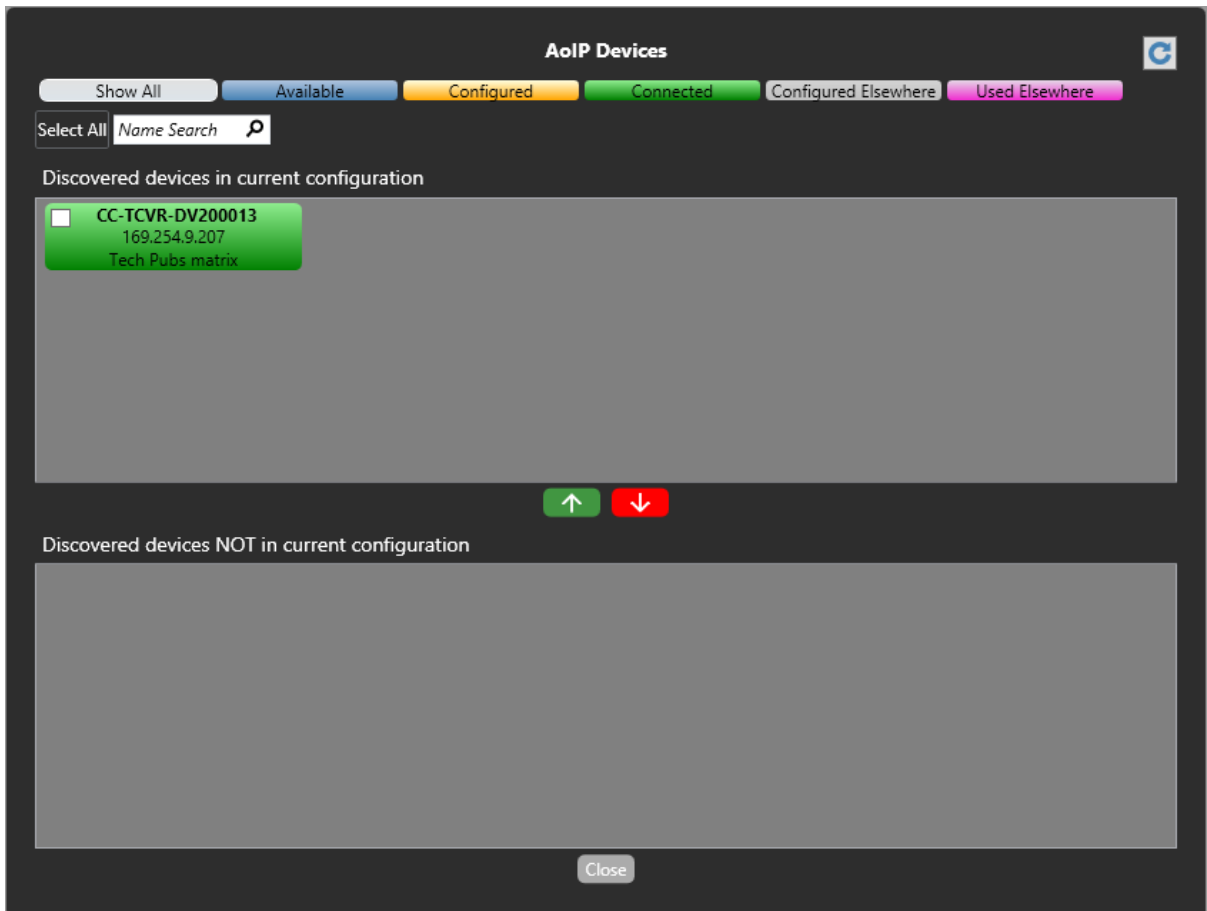 AoIP Devices
Show All Available Configured Connected Configured Elsewhere Used Elsewhere
Select All Name Search
Discovered devices in current configuration
CC-TCVR-DV200013
169.254.9.207
Tech Pubs matrix
Discovered devices NOT in current configuration
Close